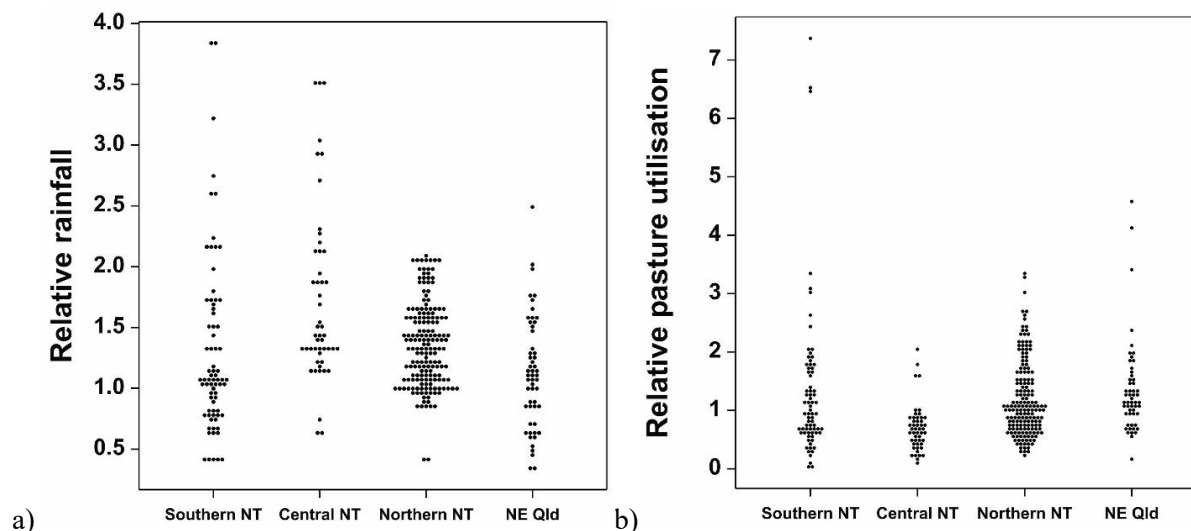 Relative rainfall
4.0
3.5
3.0
2.5
2.0
1.5
1.0
0.5
Southern NT Central NT Northern NT NE Qld
a)
Relative pasture utilisation
7
6
5
4
3
2
1
0
Southern NT Central NT Northern NT NE Qld
b)